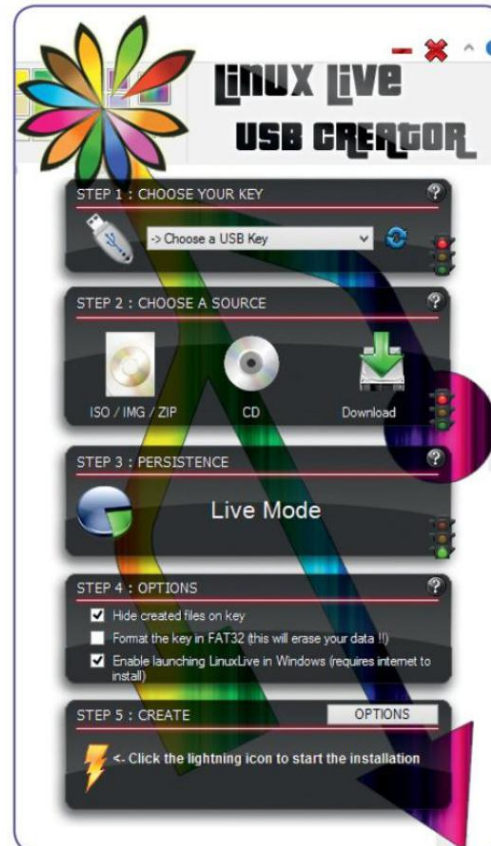 LINUX LIVE
USB CREATOR
STEP 1 : CHOOSE YOUR KEY
?
-> Choose a USB Key
STEP 2 : CHOOSE A SOURCE
?
ISO / IMG / ZIP
CD
Download
STEP 3 : PERSISTENCE
?
Live Mode
STEP 4 : OPTIONS
?
Hide created files on key
Format the key in FAT32 (this will erase your data !!)
Enable launching LinuxLive in Windows (requires internet to
install)
STEP 5 : CREATE
OPTIONS
<- Click the lightning icon to start the installation